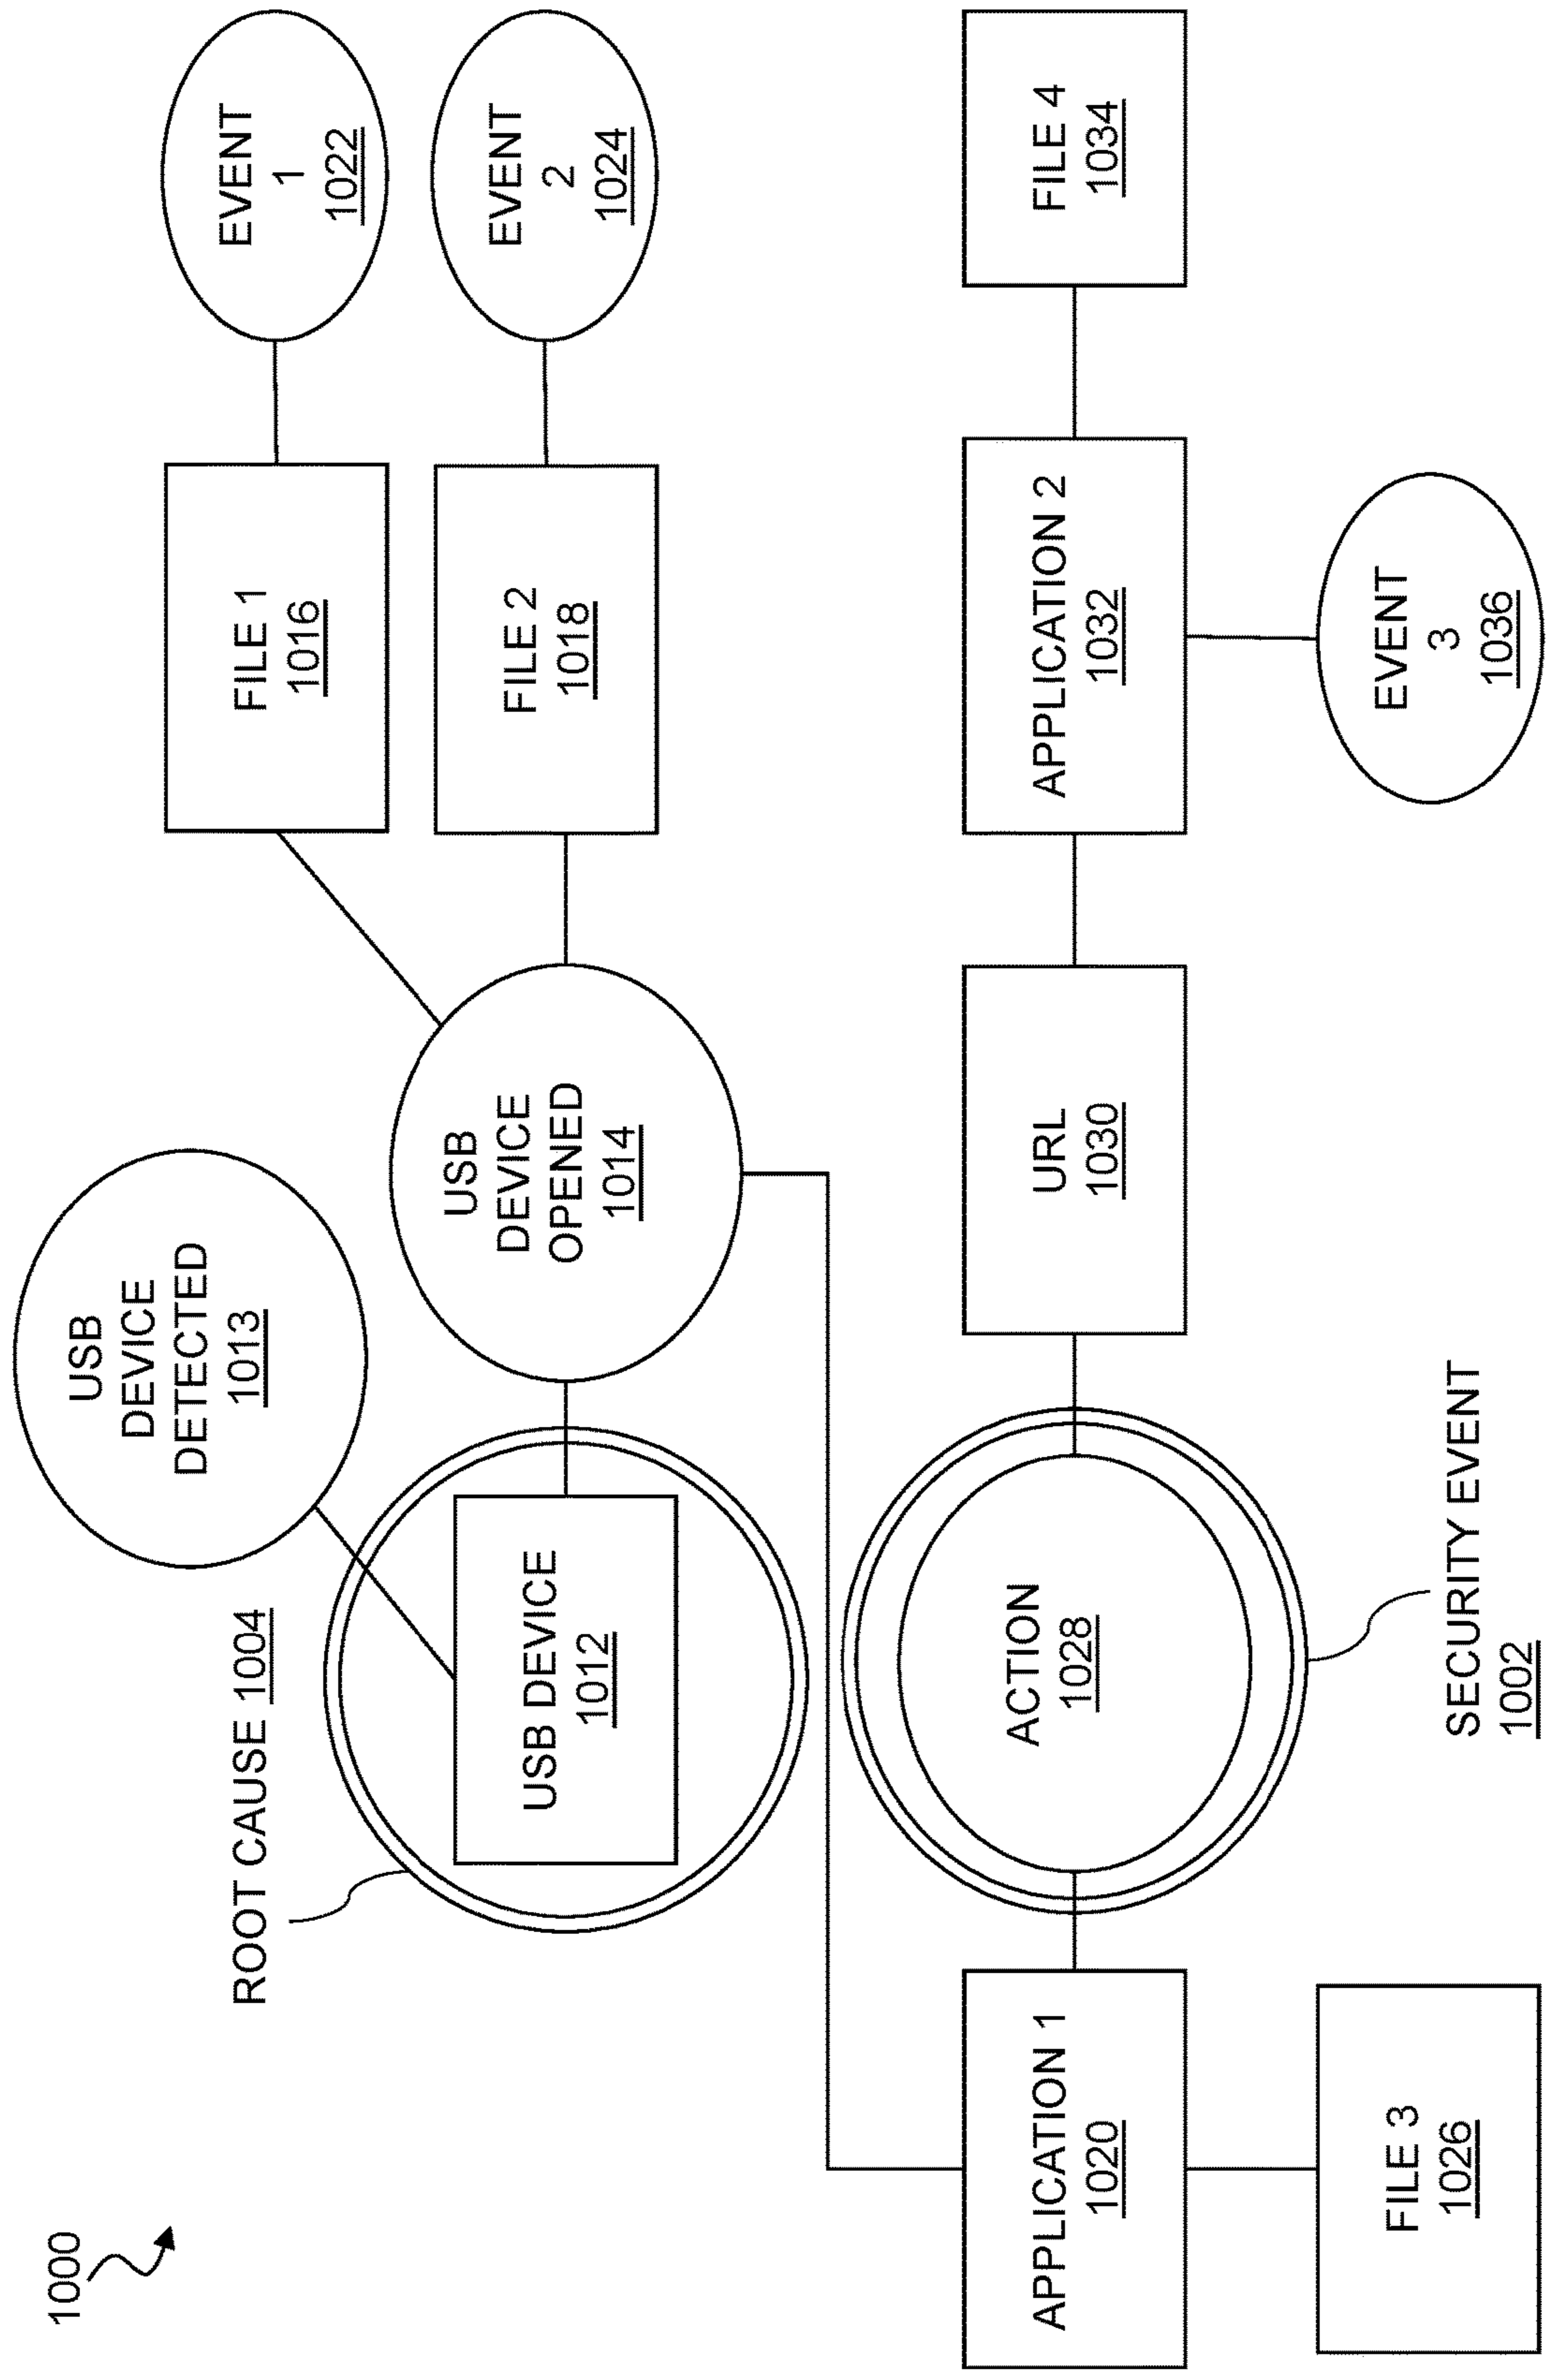 1000
USB
DEVICE
DETECTED
1013
ROOT CAUSE 1004
EVENT
1
1022
FILE 1
1016
USB DEVICE
1012
USB
DEVICE
OPENED
1014
FILE 2
1018
EVENT
2
1024
APPLICATION 1
1020
ACTION
1028
URL
1030
APPLICATION 2
1032
FILE 4
1034
FILE 3
1026
SECURITY EVENT
1002
EVENT
3
1036